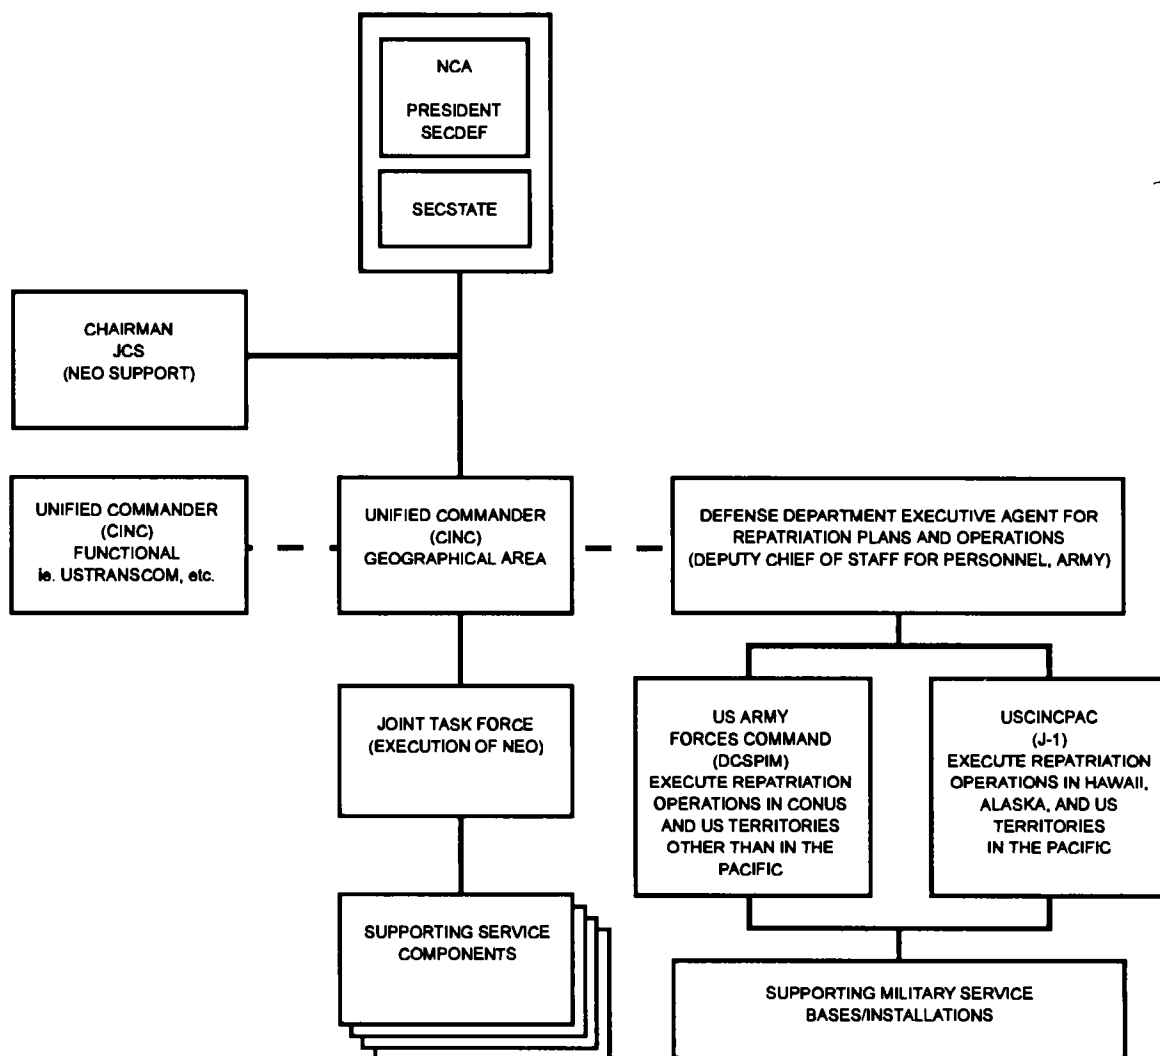 NCA
PRESIDENT
SECDEF
SECSTATE
CHAIRMAN
JCS
(NEO SUPPORT)
UNIFIED COMMANDER
(CINC)
FUNCTIONAL
ie. USTRANSCOM, etc.
UNIFIED COMMANDER
(CINC)
GEOGRAPHICAL AREA
DEFENSE DEPARTMENT EXECUTIVE AGENT FOR
REPATRIATION PLANS AND OPERATIONS
(DEPUTY CHIEF OF STAFF FOR PERSONNEL, ARMY)
JOINT TASK FORCE
(EXECUTION OF NEO)
US ARMY
FORCES COMMAND
(DCSPIM)
EXECUTE REPATRIATION
OPERATIONS IN CONUS
AND US TERRITORIES
OTHER THAN IN THE
PACIFIC
USCINCPAC
(J-1)
EXECUTE REPATRIATION
OPERATIONS IN HAWAII,
ALASKA, AND US
TERRITORIES
IN THE PACIFIC
SUPPORTING SERVICE
COMPONENTS
SUPPORTING MILITARY SERVICE
BASES/INSTALLATIONS